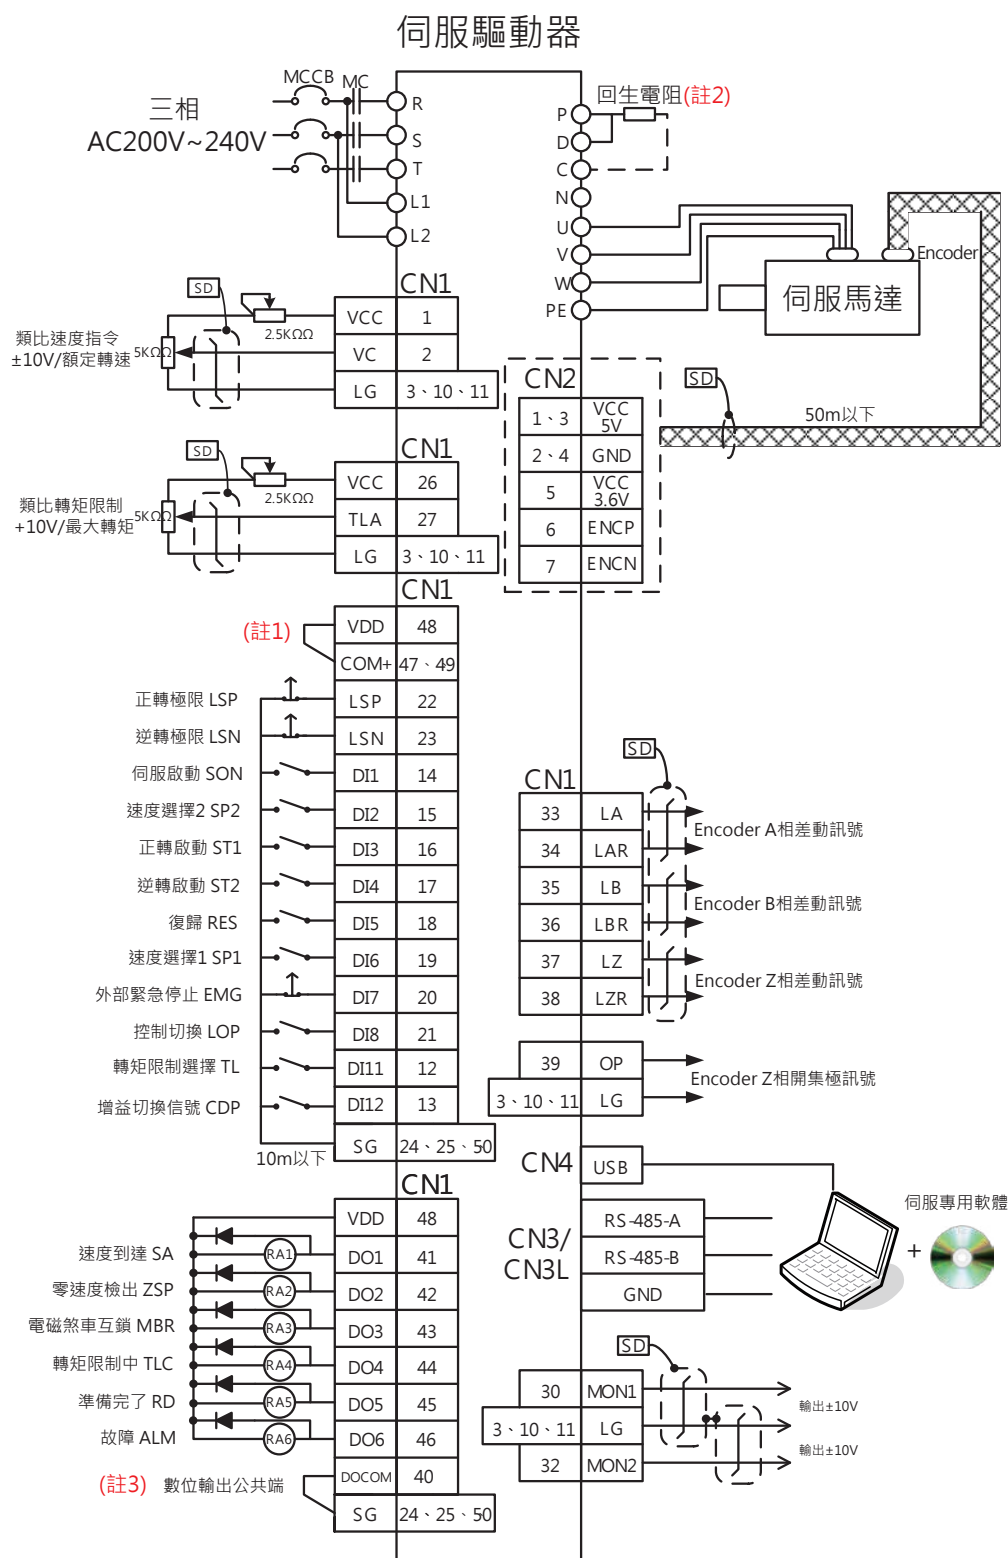 伺服驅動器
MCCB MC
三相
AC200V~240V
R
S
T
L1
L2
P
D
C
N
U
V
W
PE
回生電阻(註2)
Encoder
伺服馬達
SD
50m以下
CN1
SD
2.5KΩΩ
類比速度指令
±10V/額定轉速
5KΩΩ
VCC 1
VC 2
LG 3、10、11
CN1
SD
2.5KΩΩ
類比轉矩限制
+10V/最大轉矩
5KΩΩ
VCC 26
TLA 27
LG 3、10、11
CN2
1、3 VCC 5V
2、4 GND
5 VCC 3.6V
6 ENCP
7 ENCN
CN1
(註1)
VDD 48
COM+ 47、49
正轉極限 LSP LSP 22
逆轉極限 LSN LSN 23
伺服啟動 SON DI1 14
速度選擇2 SP2 DI2 15
正轉啟動 ST1 DI3 16
逆轉啟動 ST2 DI4 17
復歸 RES DI5 18
速度選擇1 SP1 DI6 19
外部緊急停止 EMG DI7 20
控制切換 LOP DI8 21
轉矩限制選擇 TL DI11 12
增益切換信號 CDP DI12 13
10m以下 SG 24、25、50
CN1
VDD 48
速度到達 SA RA1 DO1 41
零速度檢出 ZSP RA2 DO2 42
電磁煞車互鎖 MBR RA3 DO3 43
轉矩限制中 TLC RA4 DO4 44
準備完了 RD RA5 DO5 45
故障 ALM RA6 DO6 46
(註3) 數位輸出公共端 DOCOM 40
SG 24、25、50
SD
CN1
33 LA
34 LAR
Encoder A相差動訊號
35 LB
36 LBR
Encoder B相差動訊號
37 LZ
38 LZR
Encoder Z相差動訊號
39 OP
3、10、11 LG
Encoder Z相開集極訊號
CN4 USB
CN3/
CN3L
RS-485-A
RS-485-B
GND
伺服專用軟體
+
SD
30 MON1
3、10、11 LG
32 MON2
輸出±10V
輸出±10V